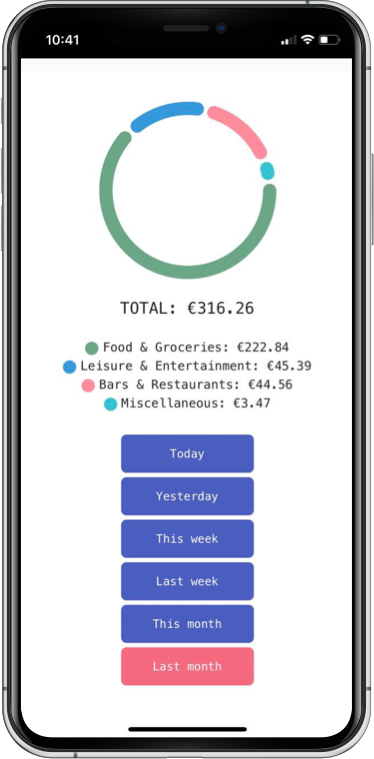 10:41
TOTAL: €316.26
Food & Groceries: €222.84
Leisure & Entertainment: €45.39
Bars & Restaurants: €44.56
Miscellaneous: €3.47
Today
Yesterday
This week
Last week
This month
Last month